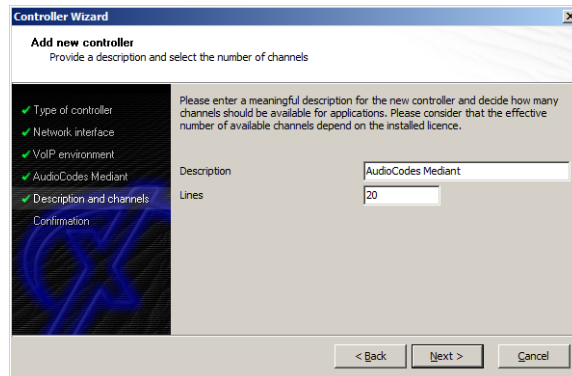 Controller Wizard
Add new controller
Provide a description and select the number of channels
Type of controller
Network interface
VoIP environment
AudioCodes Mediant
Description and channels
Confirmation
Please enter a meaningful description for the new controller and decide how many
channels should be available for applications. Please consider that the effective
number of available channels depend on the installed licence.
Description AudioCodes Mediant
Lines 20
< Back Next > Cancel